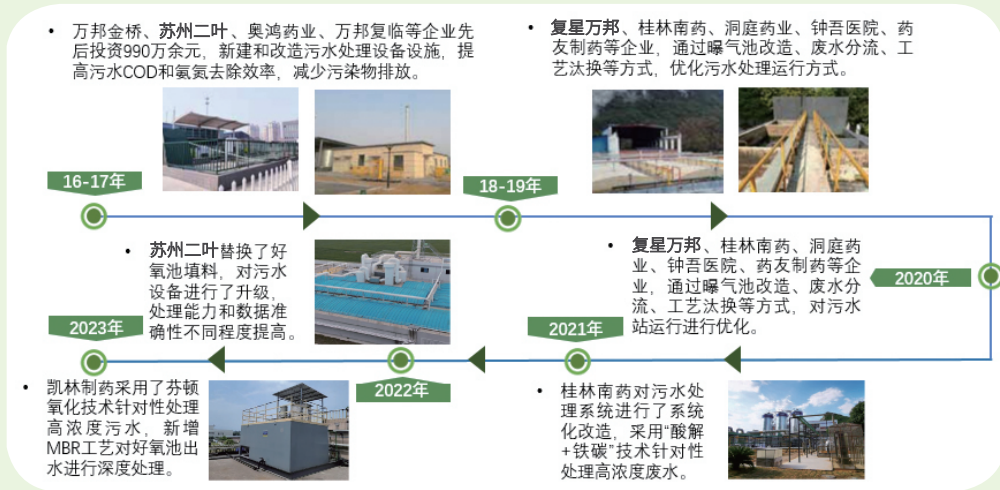 万邦金桥、苏州二叶、奥鸿药业、万邦复临等企业先
后投资990万余元，新建和改造污水处理设备设施，提
高污水COD和氨氮去除效率，减少污染物排放。
复星万邦、桂林南药、洞庭药业、钟吾医院、药
友制药等企业，通过曝气池改造、废水分流、工
艺汰换等方式，优化污水处理运行方式。
16-17年
18-19年
苏州二叶替换了好
氧池填料，对污水
设备进行了升级，
处理能力和数据准
确性不同程度提高。
复星万邦、桂林南药、洞庭药
业、钟吾医院、药友制药等企
业，通过曝气池改造、废水分
流、工艺汰换等方式，对污水
站运行进行优化。
2020年
2023年
2021年
2022年
凯林制药采用了芬顿
氧化技术针对性处理
高浓度污水，新增
MBR工艺对好氧池出
水进行深度处理。
桂林南药对污水处
理系统进行了系统
化改造，采用“酸解
+铁碳”技术针对性
处理高浓度废水。